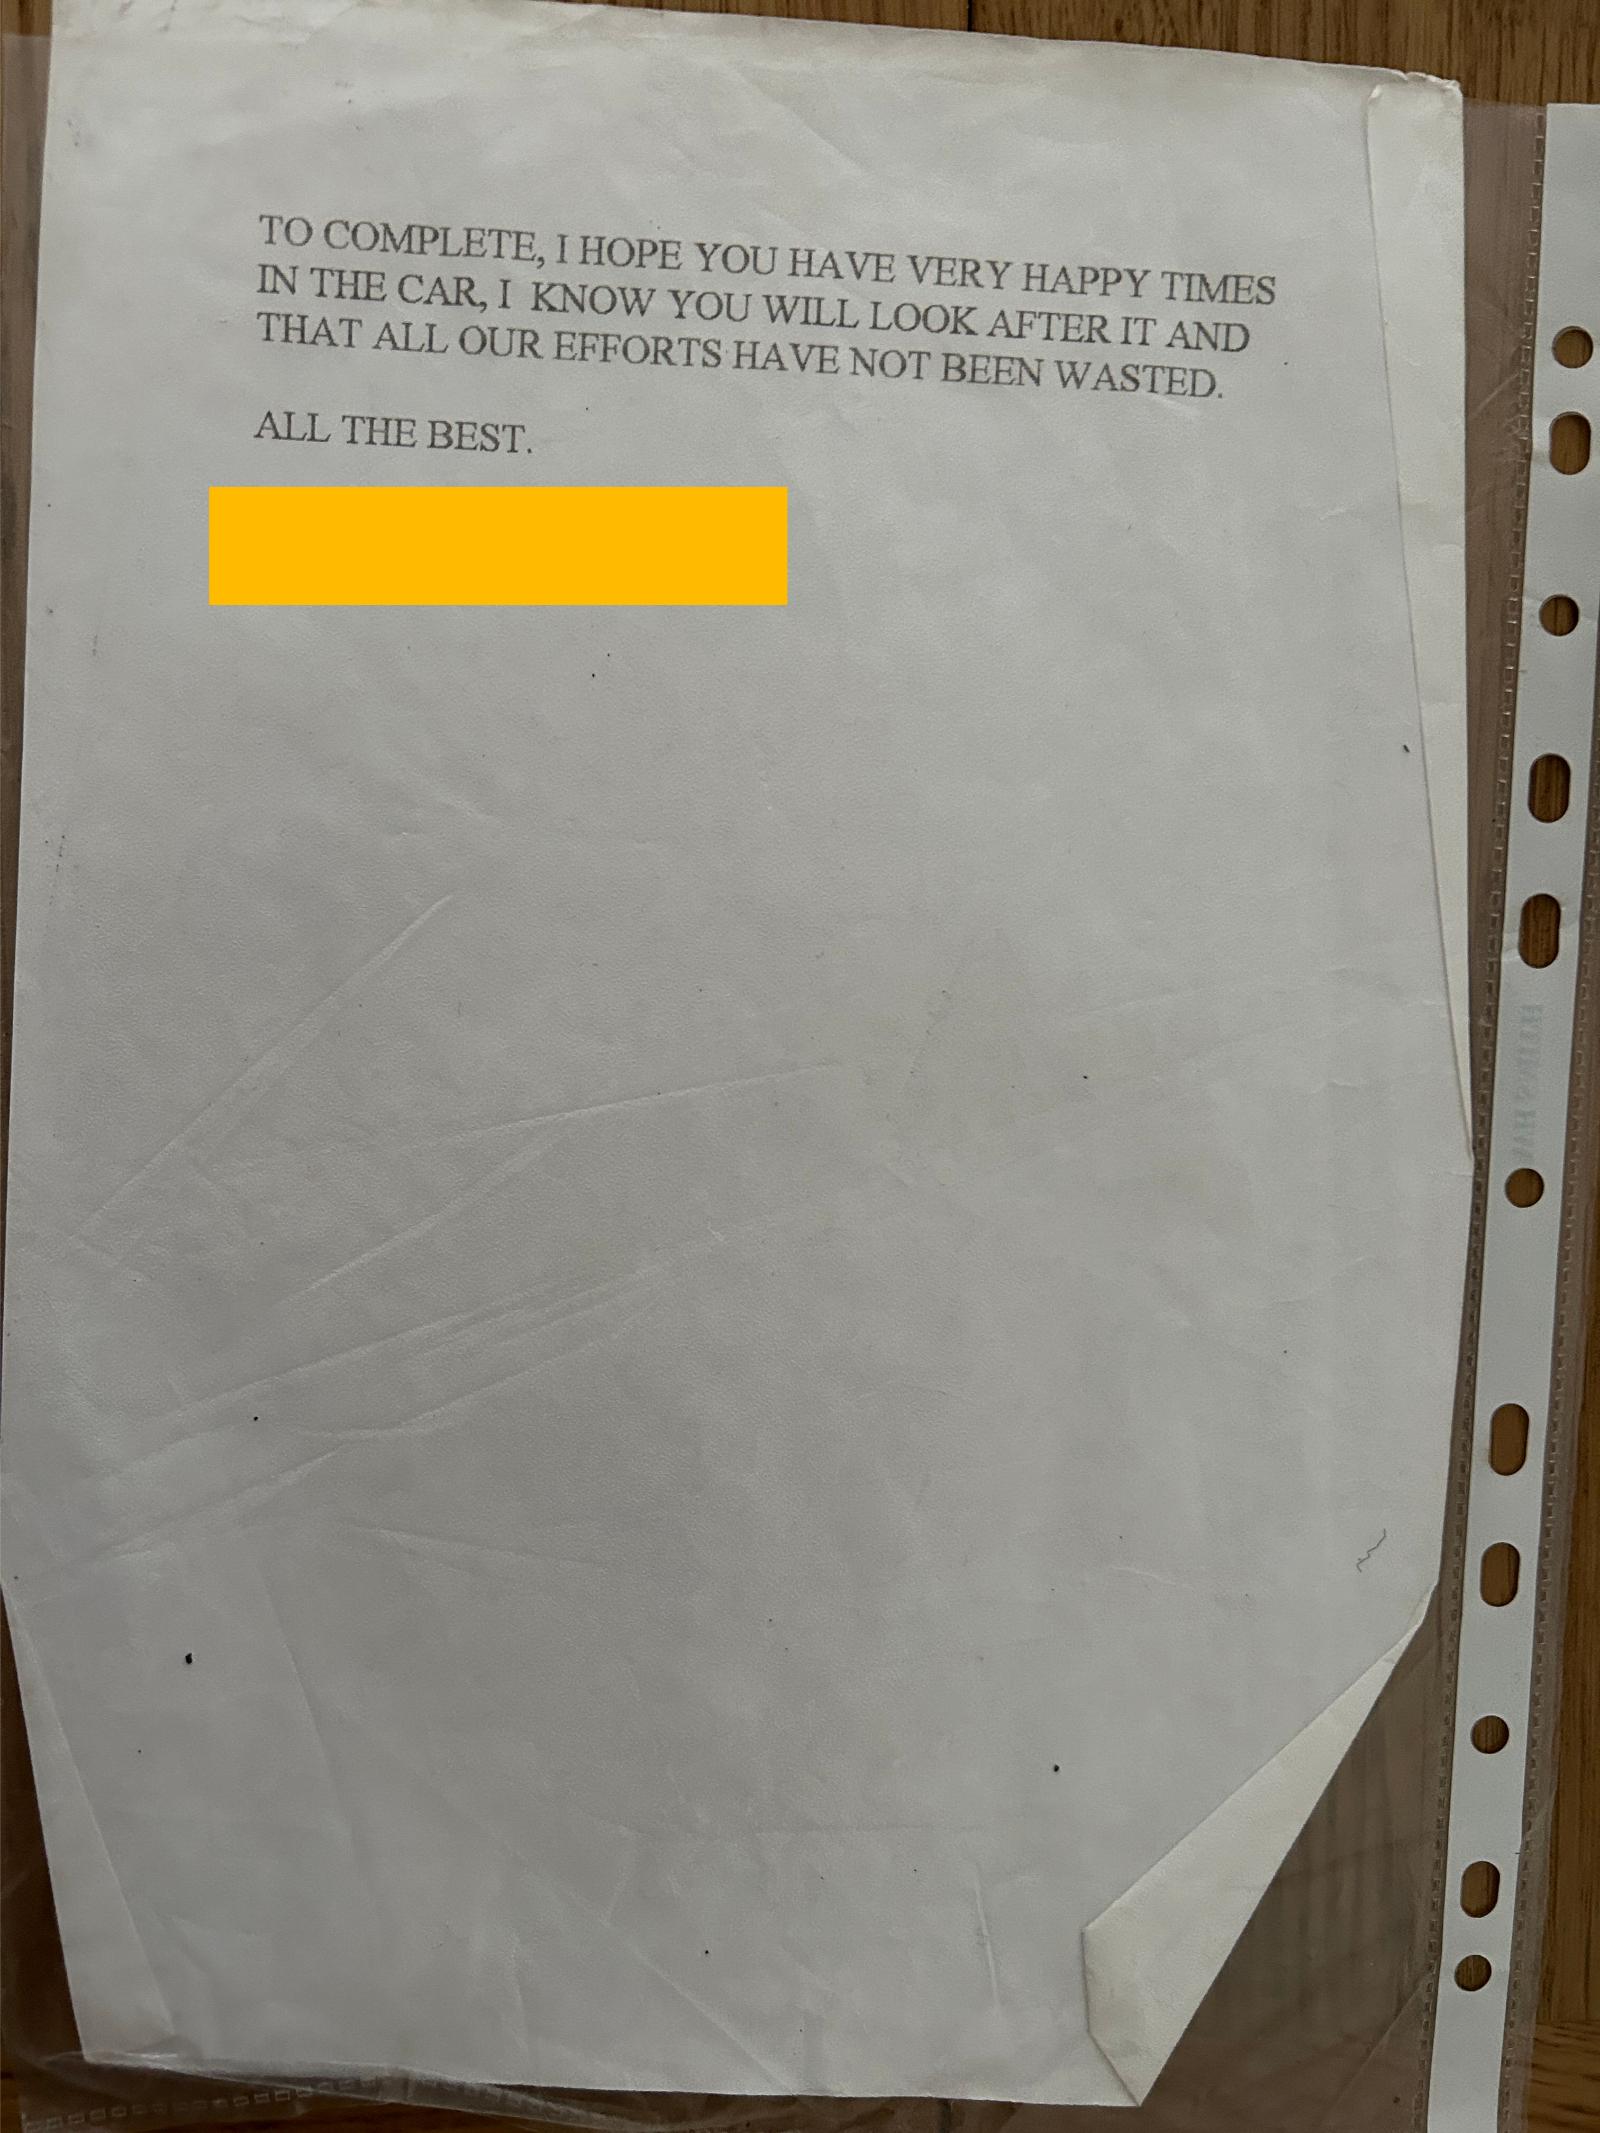 TO COMPLETE, I HOPE YOU HAVE VERY HAPPY TIMES
IN THE CAR, I KNOW YOU WILL LOOK AFTER IT AND
THAT ALL OUR EFFORTS HAVE NOT BEEN WASTED.
ALL THE BEST.